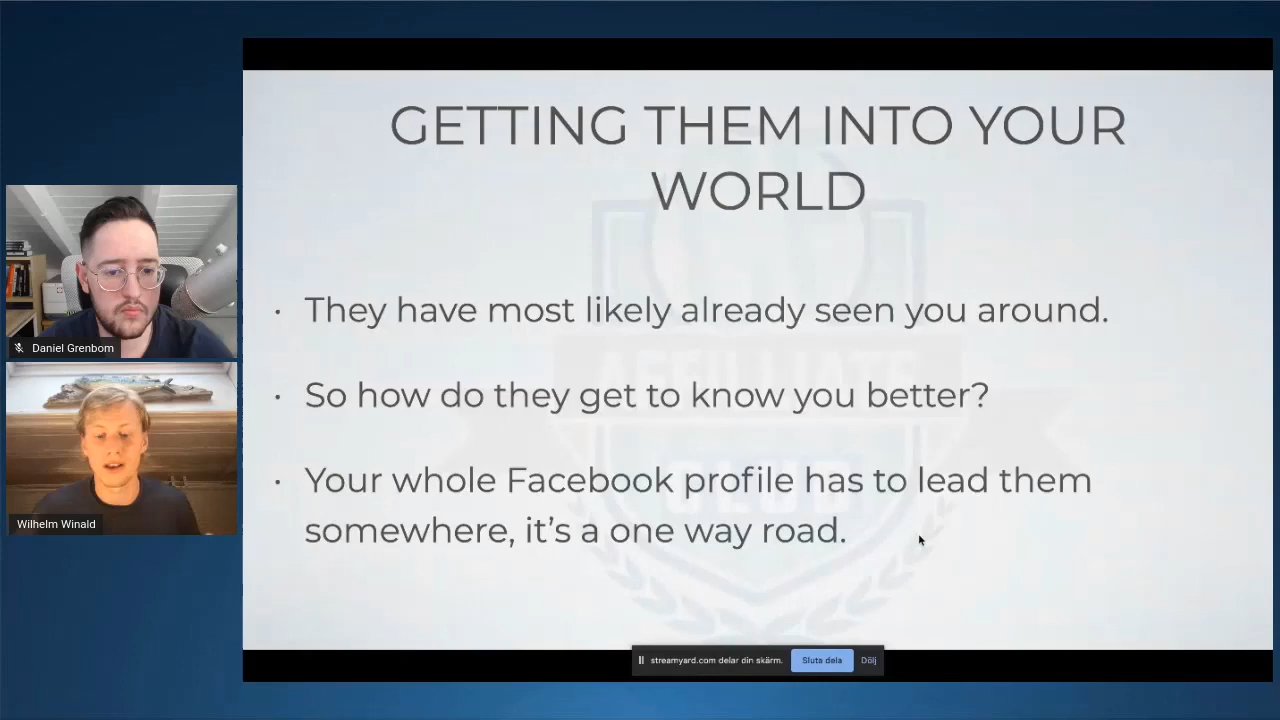 GETTING THEM INTO YOUR
WORLD
• They have most likely already seen you around.
• So how do they get to know you better?
• Your whole Facebook profile has to lead them
somewhere, it's a one way road.
AFFILIATE
CLUB
Daniel Grenbom
Wilhelm Winald
streamyard.com delar din skärm.
Sluta dela
Dölj